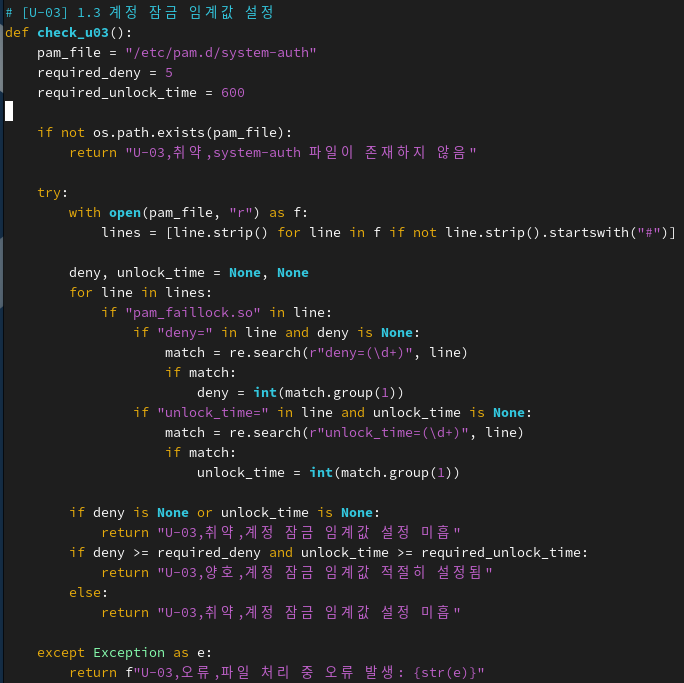 # [U-03] 1.3 계정 잠금 임계값 설정
def check_u03():
    pam_file = "/etc/pam.d/system-auth"
    required_deny = 5
    required_unlock_time = 600

    if not os.path.exists(pam_file):
        return "U-03,취약,system-auth 파일이 존재하지 않음"

    try:
        with open(pam_file, "r") as f:
            lines = [line.strip() for line in f if not line.strip().startswith("#")]

        deny, unlock_time = None, None
        for line in lines:
            if "pam_faillock.so" in line:
                if "deny=" in line and deny is None:
                    match = re.search(r"deny=(\d+)", line)
                    if match:
                        deny = int(match.group(1))
                if "unlock_time=" in line and unlock_time is None:
                    match = re.search(r"unlock_time=(\d+)", line)
                    if match:
                        unlock_time = int(match.group(1))

        if deny is None or unlock_time is None:
            return "U-03,취약,계정 잠금 임계값 설정 미흡"
        if deny >= required_deny and unlock_time >= required_unlock_time:
            return "U-03,양호,계정 잠금 임계값 적절히 설정됨"
        else:
            return "U-03,취약,계정 잠금 임계값 설정 미흡"

    except Exception as e:
        return f"U-03,오류,파일 처리 중 오류 발생: {str(e)}"